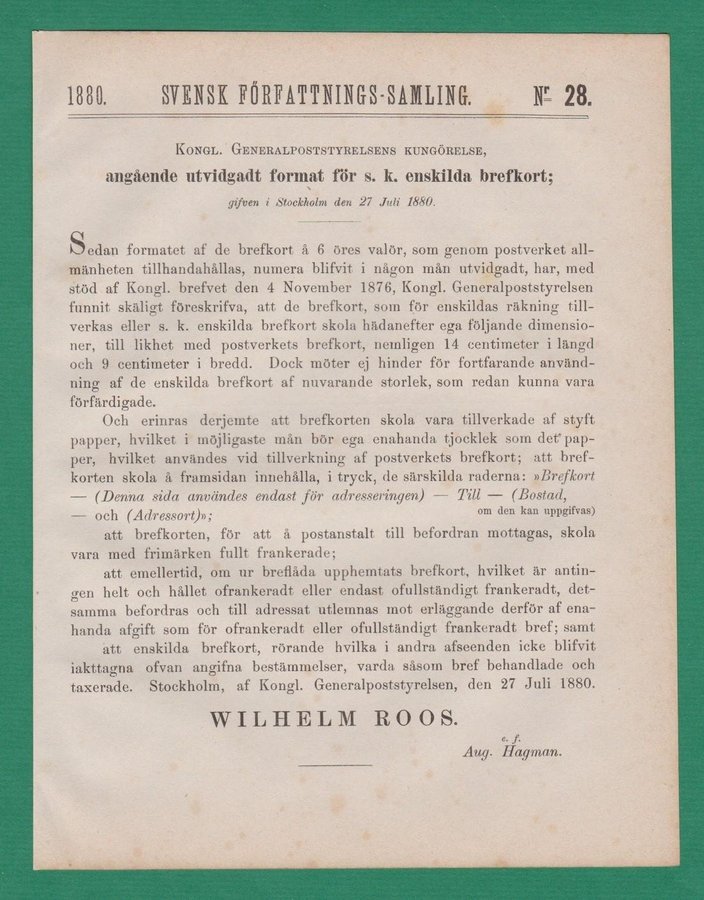 1880. SVENSK FÖRFATTNINGS-SAMLING. Nr 28.
KONGL. GENERALPOSTSTYRELSENS KUNGÖRELSE,
angående utvidgadt format för s. k. enskilda brefkort;
gifven i Stockholm den 27 Juli 1880.
Sedan formatet af de brefkort å 6 öres valör, som genom postverket all-
mänheten tillhandahållas, numera blifvit i någon mån utvidgadt, har, med
stöd af Kongl. brefvet den 4 November 1876, Kongl. Generalpoststyrelsen
funnit skäligt föreskrifva, att de brefkort, som för enskildas räkning till-
verkas eller s. k. enskilda brefkort skola hädanefter ega följande dimensio-
ner, till likhet med postverkets brefkort, nemligen 14 centimeter i längd
och 9 centimeter i bredd. Dock möter ej hinder för fortfarande använd-
ning af de enskilda brefkort af nuvarande storlek, som redan kunna vara
förfärdigade.
Och erinras derjemte att brefkorten skola vara tillverkade af styft
papper, hvilket i möjligaste mån bör ega enahanda tjocklek som det pap-
per, hvilket användes vid tillverkning af postverkets brefkort; att bref-
korten skola å framsidan innehålla, i tryck, de särskilda raderna: »Brefkort
— (Denna sida användes endast för adresseringen) — Till — (Bostad,
— och (Adressort)»; om den kan uppgifvas)
att brefkorten, för att å postanstalt till befordran mottagas, skola
vara med frimärken fullt frankerade;
att emellertid, om ur breflåda upphemtats brefkort, hvilket är antin-
gen helt och hållet ofrankeradt eller endast ofullständigt frankeradt, det-
samma befordras och till adressat utlemnas mot erläggande derför af ena-
handa afgift som för ofrankeradt eller ofullständigt frankeradt bref; samt
att enskilda brefkort, rörande hvilka i andra afseenden icke blifvit
iakttagna ofvan angifna bestämmelser, varda såsom bref behandlade och
taxerade. Stockholm, af Kongl. Generalpoststyrelsen, den 27 Juli 1880.
WILHELM ROOS.
e. f.
Aug. Hagman.